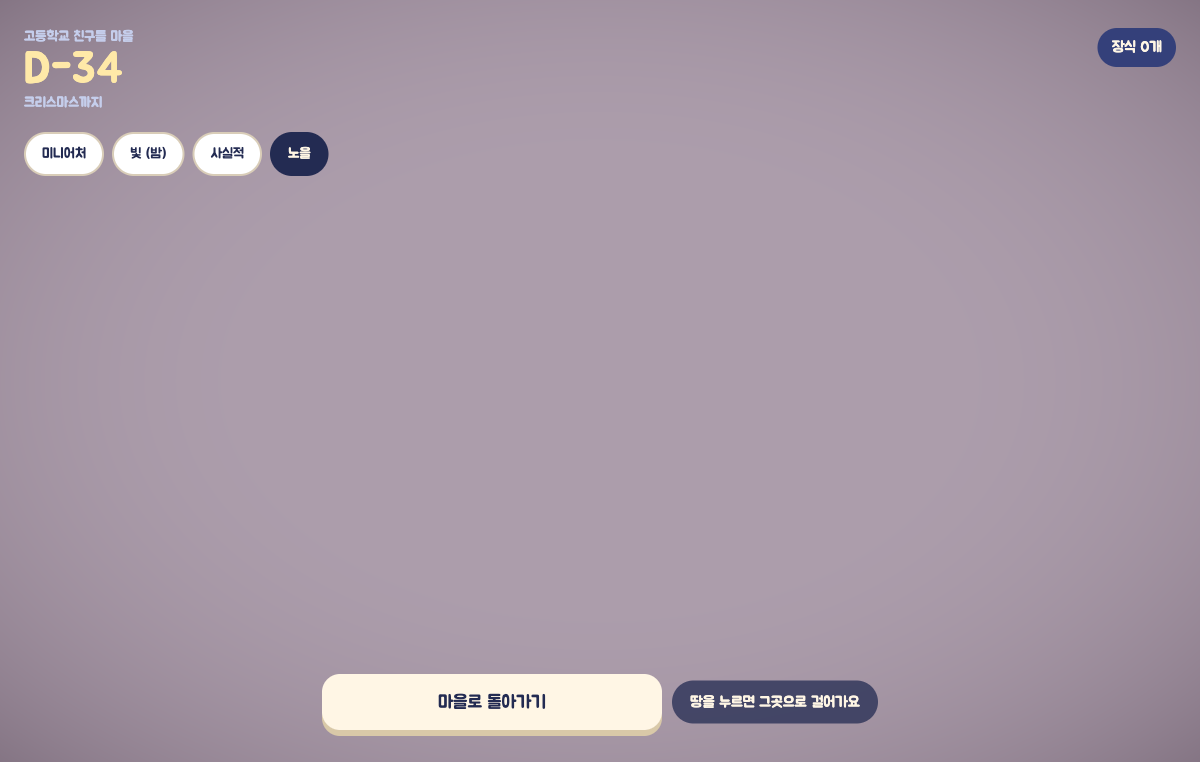 고등학교 친구들 마을
D-34
크리스마스까지
장식 0개
미니어처
빛 (밤)
사실적
노을
마을로 돌아가기
땅을 누르면 그곳으로 걸어가요